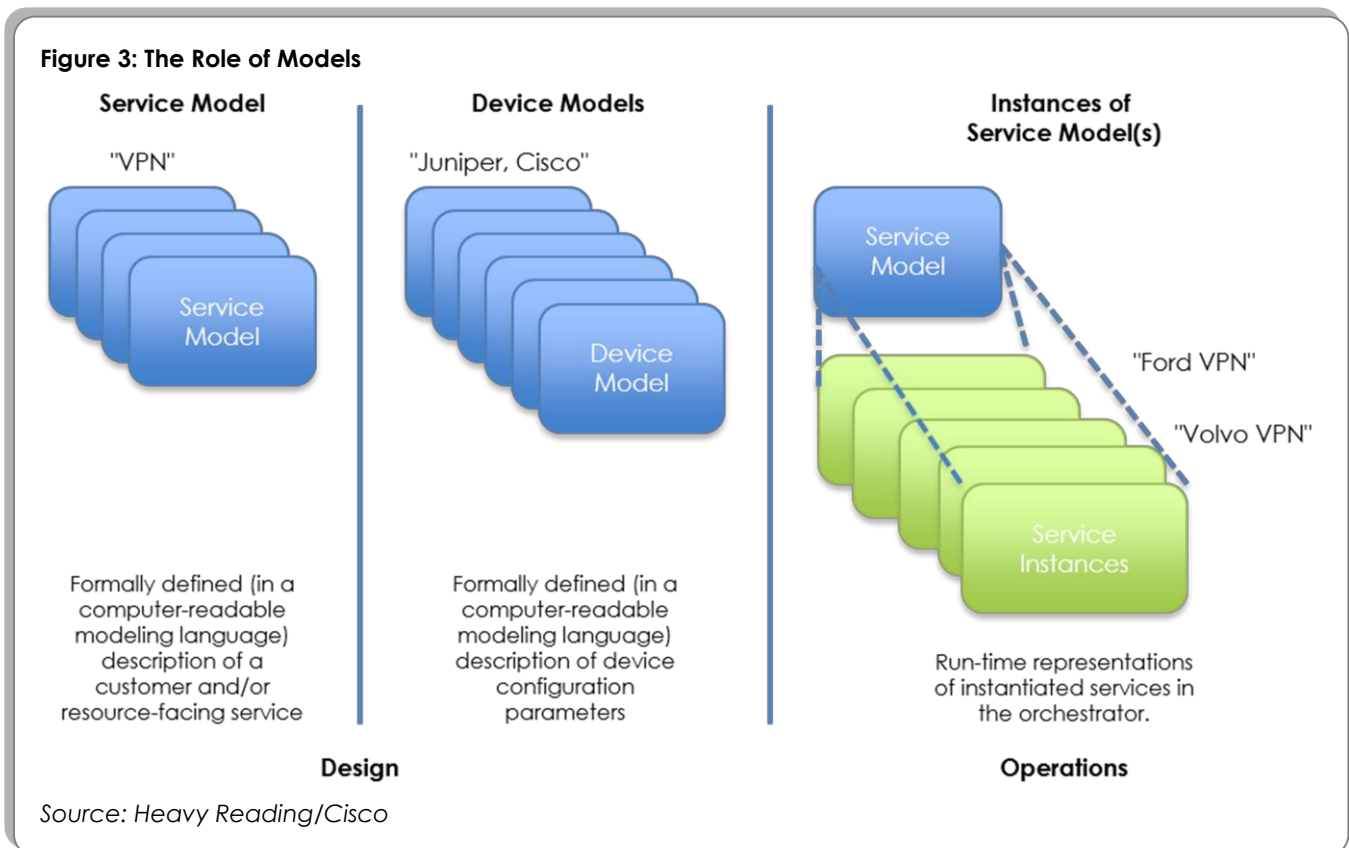 Figure 3: The Role of Models
Service Model
"VPN"
Service
Model
Formally defined (in a
computer-readable
modeling language)
description of a
customer and/or
resource-facing service
Device Models
"Juniper, Cisco"
Device
Model
Formally defined (in a
computer-readable
modeling language)
description of device
configuration
parameters
Design
Instances of
Service Model(s)
Service
Model
"Ford VPN"
"Volvo VPN"
Service
Instances
Run-time representations
of instantiated services in
the orchestrator.
Operations
Source: Heavy Reading/Cisco